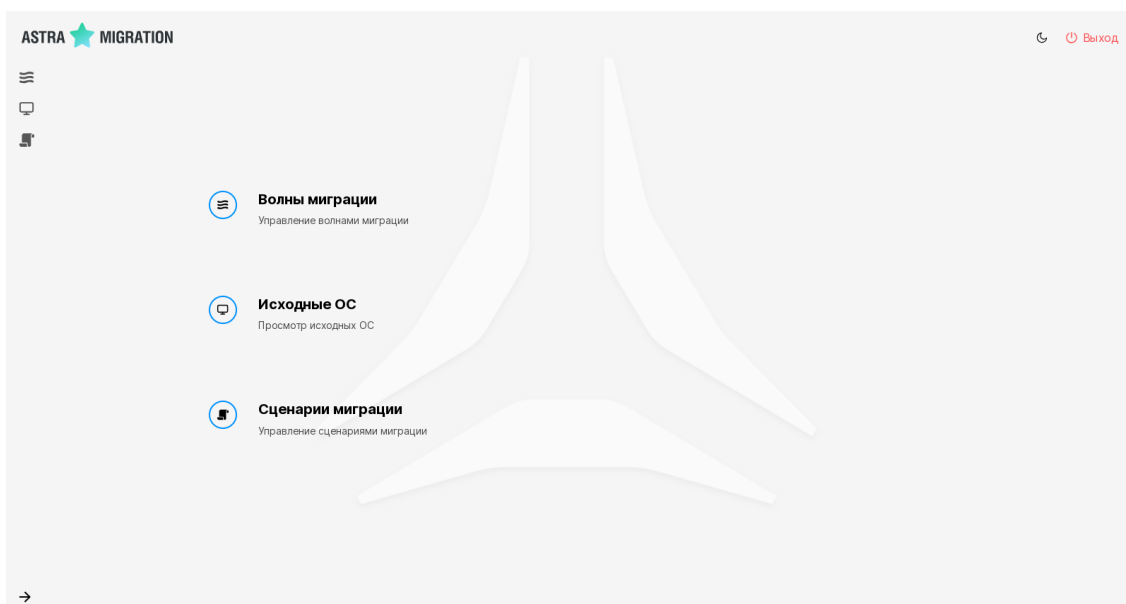 ASTRA MIGRATION
Выход
Волны миграции
Управление волнами миграции
Исходные ОС
Просмотр исходных ОС
Сценарии миграции
Управление сценариями миграции